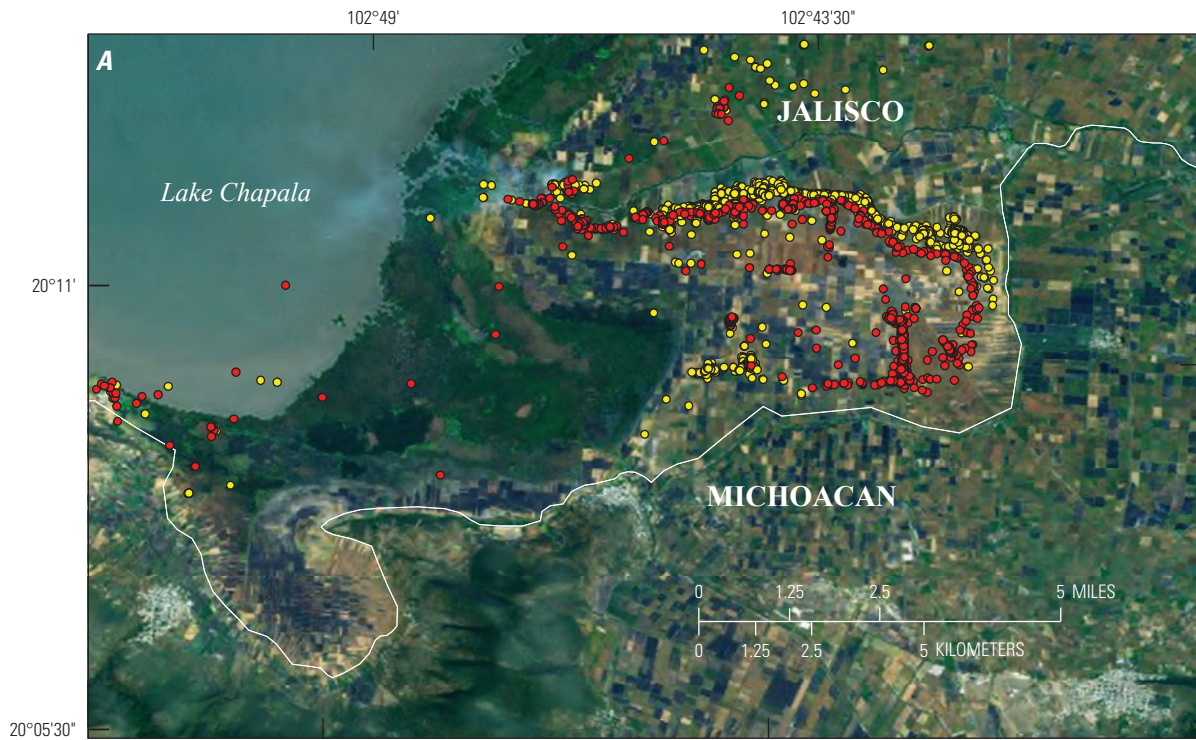 102°49' 102°43'30"
A
JALISCO
Lake Chapala
20°11'
MICHOACAN
0 1.25 2.5 5 MILES
0 1.25 2.5 5 KILOMETERS
20°05'30"